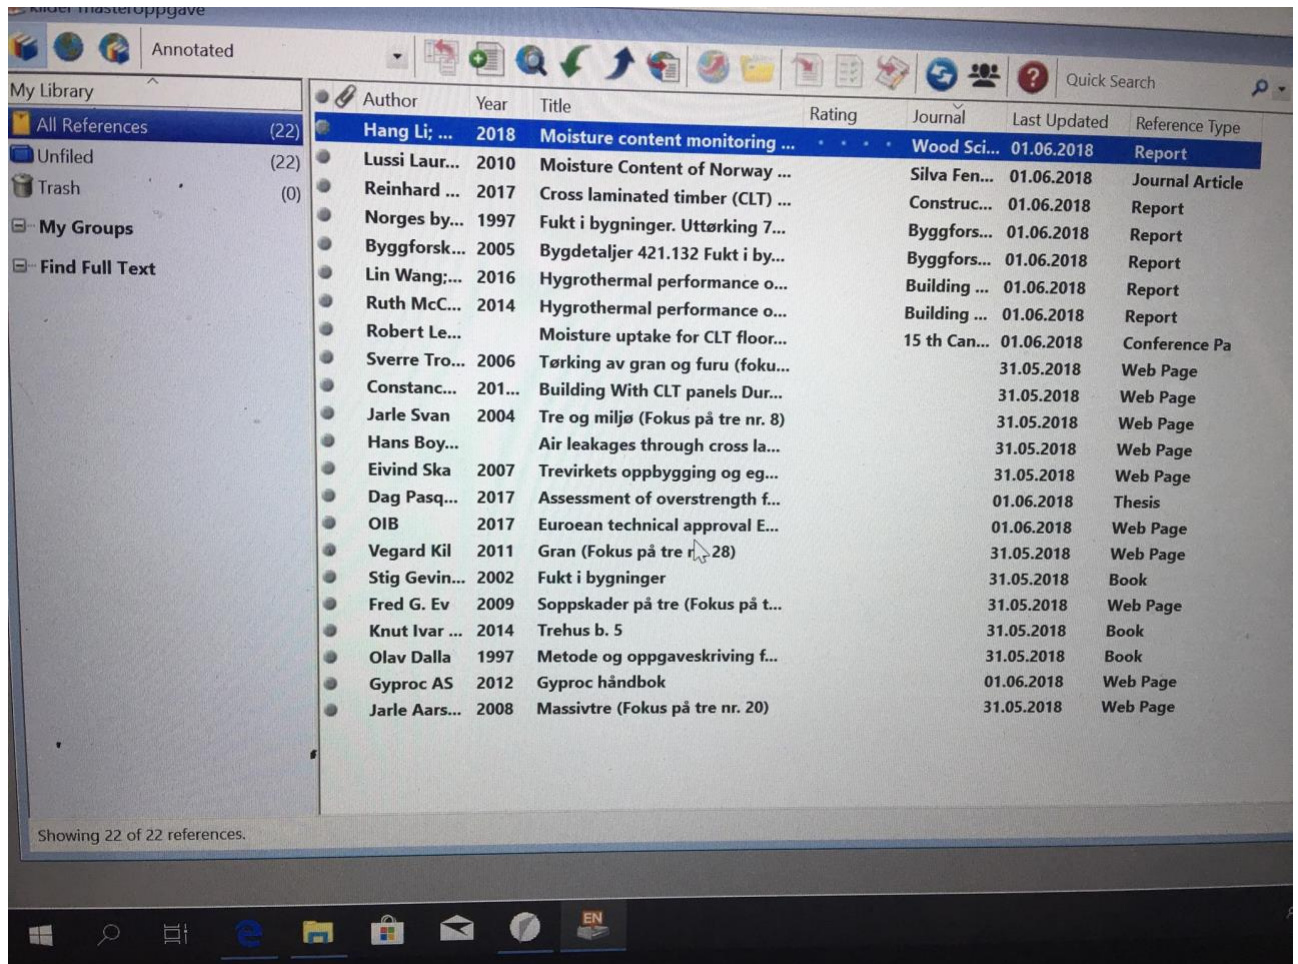 kilder masteroppgave
Annotated
Quick Search
My Library
All References (22)
Unfiled (22)
Trash (0)
My Groups
Find Full Text
Author Year Title Rating Journal Last Updated Reference Type
Hang Li; ... 2018 Moisture content monitoring ... Wood Sci... 01.06.2018 Report
Lussi Laur... 2010 Moisture Content of Norway ... Silva Fen... 01.06.2018 Journal Article
Reinhard ... 2017 Cross laminated timber (CLT) ... Construc... 01.06.2018 Report
Norges by... 1997 Fukt i bygninger. Uttørking 7... Byggfors... 01.06.2018 Report
Byggforsk... 2005 Bygdetaljer 421.132 Fukt i by... Byggfors... 01.06.2018 Report
Lin Wang;... 2016 Hygrothermal performance o... Building ... 01.06.2018 Report
Ruth McC... 2014 Hygrothermal performance o... Building ... 01.06.2018 Report
Robert Le... Moisture uptake for CLT floor... 15 th Can... 01.06.2018 Conference Pa
Sverre Tro... 2006 Tørking av gran og furu (foku... 31.05.2018 Web Page
Constanc... 201... Building With CLT panels Dur... 31.05.2018 Web Page
Jarle Svan 2004 Tre og miljø (Fokus på tre nr. 8) 31.05.2018 Web Page
Hans Boy... Air leakages through cross la... 31.05.2018 Web Page
Eivind Ska 2007 Trevirkets oppbygging og eg... 31.05.2018 Web Page
Dag Pasq... 2017 Assessment of overstrength f... 01.06.2018 Thesis
OIB 2017 Euroean technical approval E... 01.06.2018 Web Page
Vegard Kil 2011 Gran (Fokus på tre n 28) 31.05.2018 Web Page
Stig Gevin... 2002 Fukt i bygninger 31.05.2018 Book
Fred G. Ev 2009 Soppskader på tre (Fokus på t... 31.05.2018 Web Page
Knut Ivar ... 2014 Trehus b. 5 31.05.2018 Book
Olav Dalla 1997 Metode og oppgaveskriving f... 31.05.2018 Book
Gyproc AS 2012 Gyproc håndbok 01.06.2018 Web Page
Jarle Aars... 2008 Massivtre (Fokus på tre nr. 20) 31.05.2018 Web Page
Showing 22 of 22 references.
EN